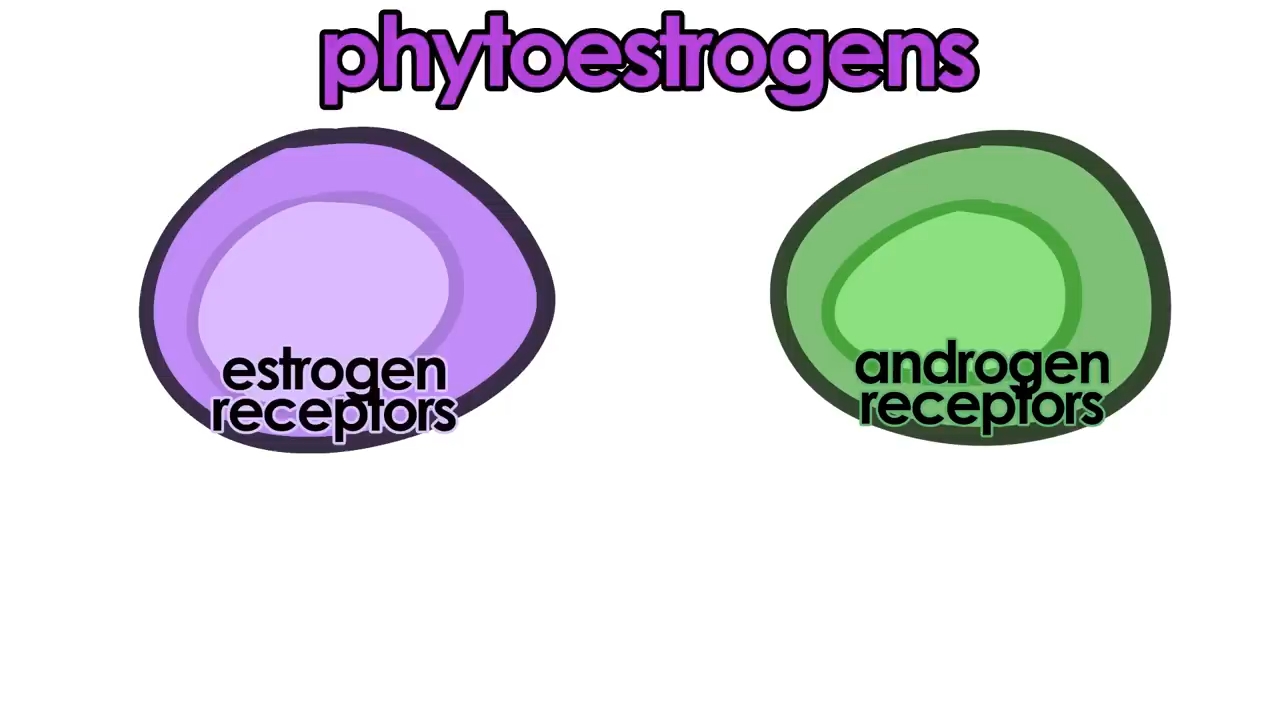 phytoestrogens
estrogen
receptors
androgen
receptors